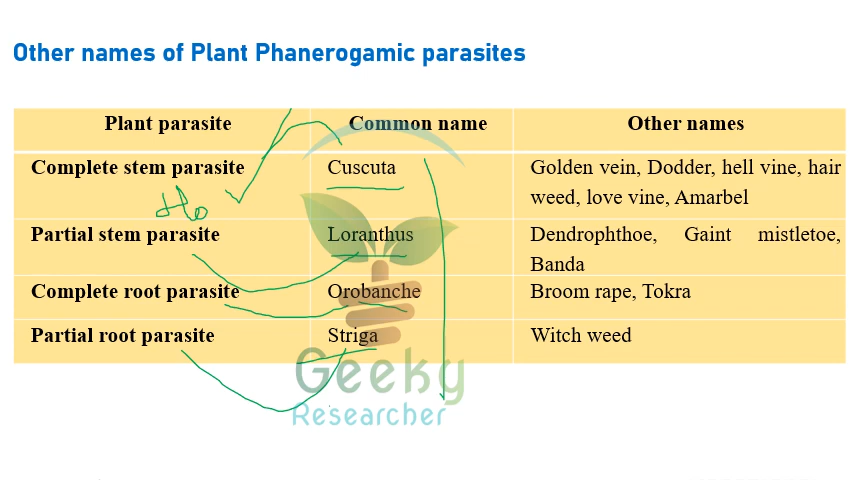 Other names of Plant Phanerogamic parasites
Plant parasite Common name Other names
Complete stem parasite Cuscuta Golden vein, Dodder, hell vine, hair
weed, love vine, Amarbel
Partial stem parasite Loranthus Dendrophthoe, Gaint mistletoe,
Banda
Complete root parasite Orobanche Broom rape, Tokra
Partial root parasite Striga Witch weed
Geeky
Researcher